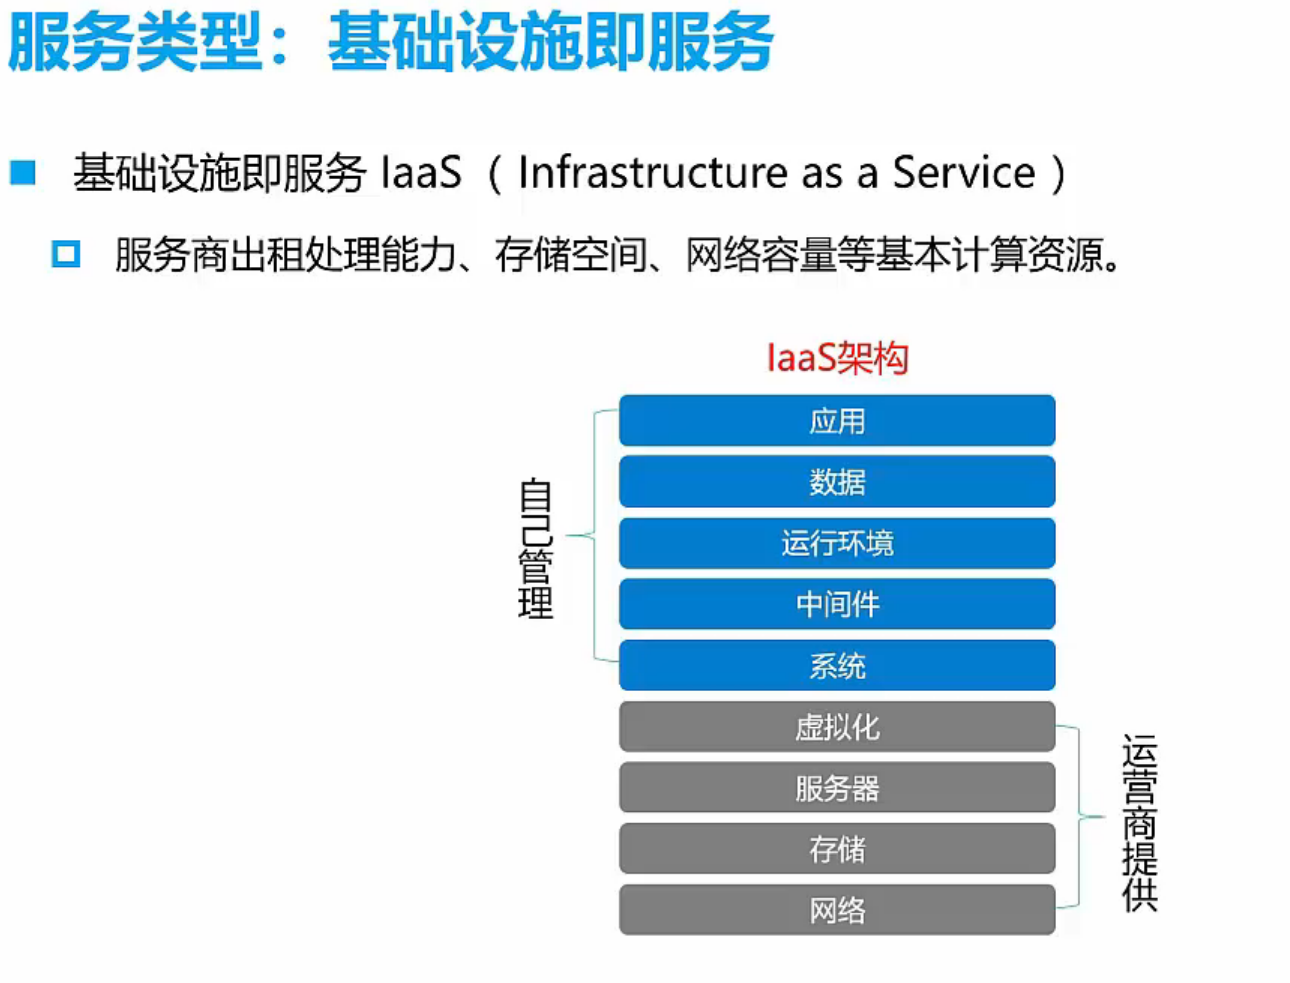 服务类型：基础设施即服务
基础设施即服务 IaaS（Infrastructure as a Service）
服务商出租处理能力、存储空间、网络容量等基本计算资源。
IaaS架构
应用
数据
运行环境
中间件
系统
虚拟化
服务器
存储
网络
自己管理
运营商提供